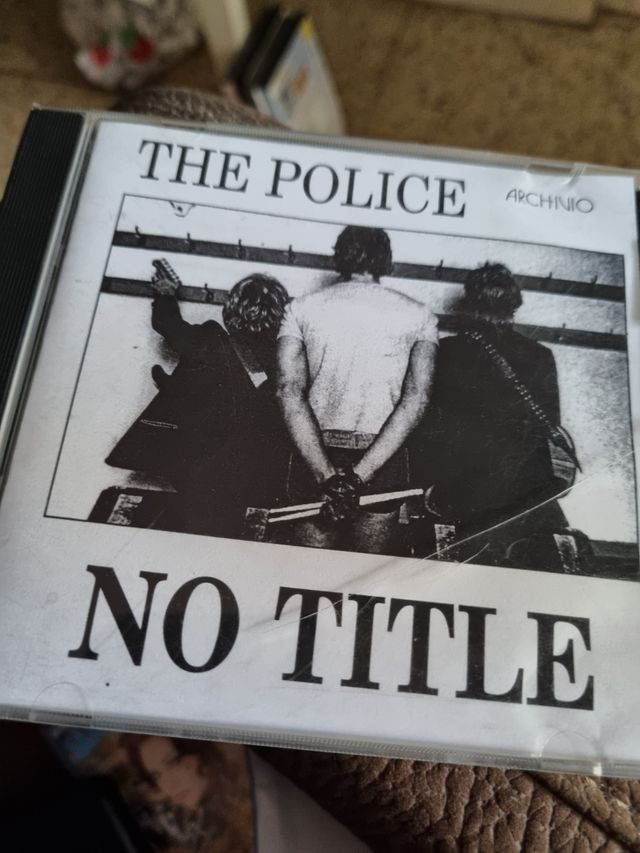 THE POLICE
ARCHIVIO
NO TITLE